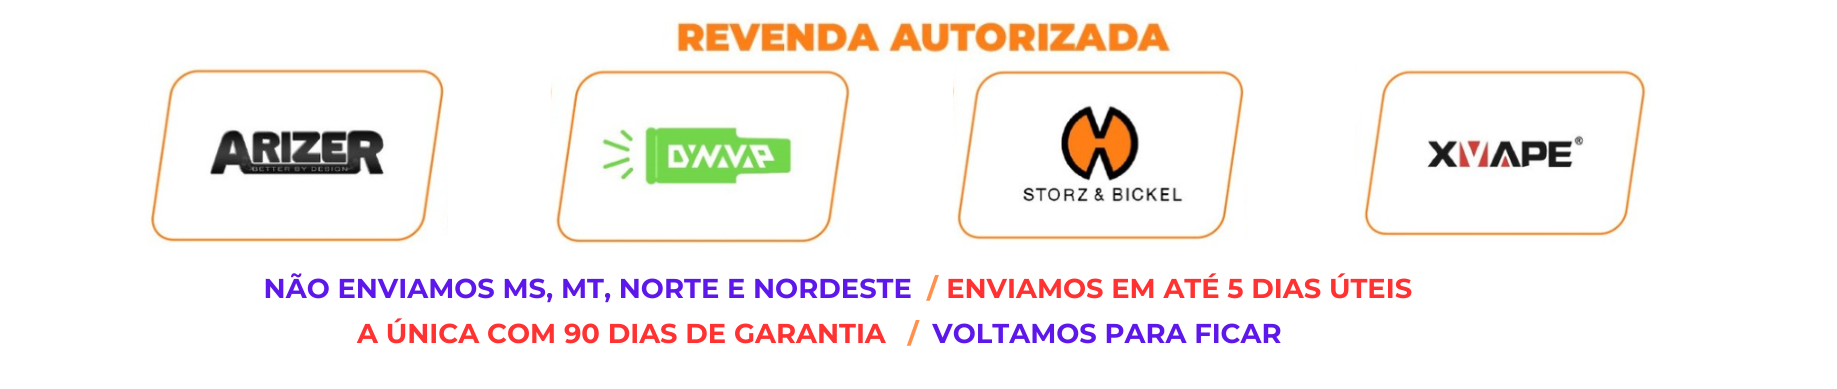 REVENDA AUTORIZADA
ARIZER
BETTER BY DESIGN
DYNAVAP
STORZ & BICKEL
XVAPE®
NÃO ENVIAMOS MS, MT, NORTE E NORDESTE / ENVIAMOS EM ATÉ 5 DIAS ÚTEIS
A ÚNICA COM 90 DIAS DE GARANTIA / VOLTAMOS PARA FICAR